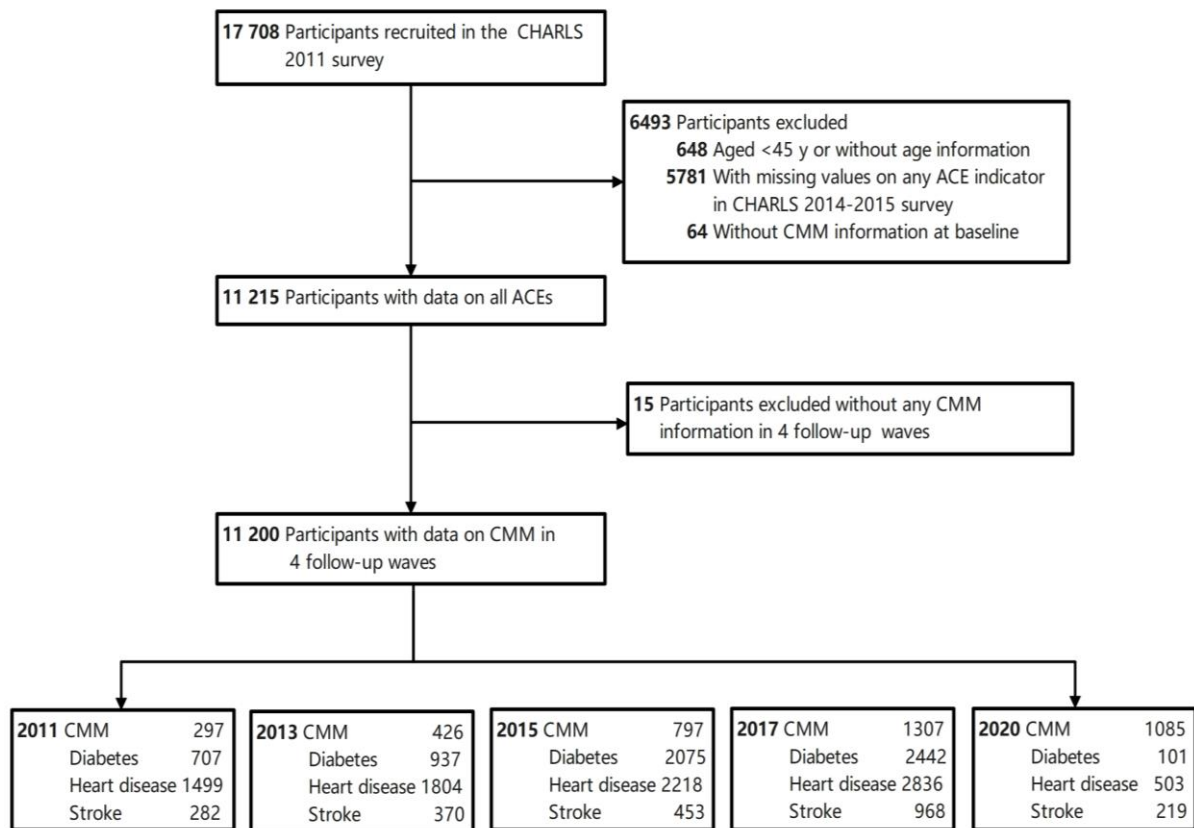 17 708 Participants recruited in the CHARLS
2011 survey
6493 Participants excluded
648 Aged <45 y or without age information
5781 With missing values on any ACE indicator
in CHARLS 2014-2015 survey
64 Without CMM information at baseline
11 215 Participants with data on all ACEs
15 Participants excluded without any CMM
information in 4 follow-up waves
11 200 Participants with data on CMM in
4 follow-up waves
2011 CMM 297
Diabetes 707
Heart disease 1499
Stroke 282
2013 CMM 426
Diabetes 937
Heart disease 1804
Stroke 370
2015 CMM 797
Diabetes 2075
Heart disease 2218
Stroke 453
2017 CMM 1307
Diabetes 2442
Heart disease 2836
Stroke 968
2020 CMM 1085
Diabetes 101
Heart disease 503
Stroke 219